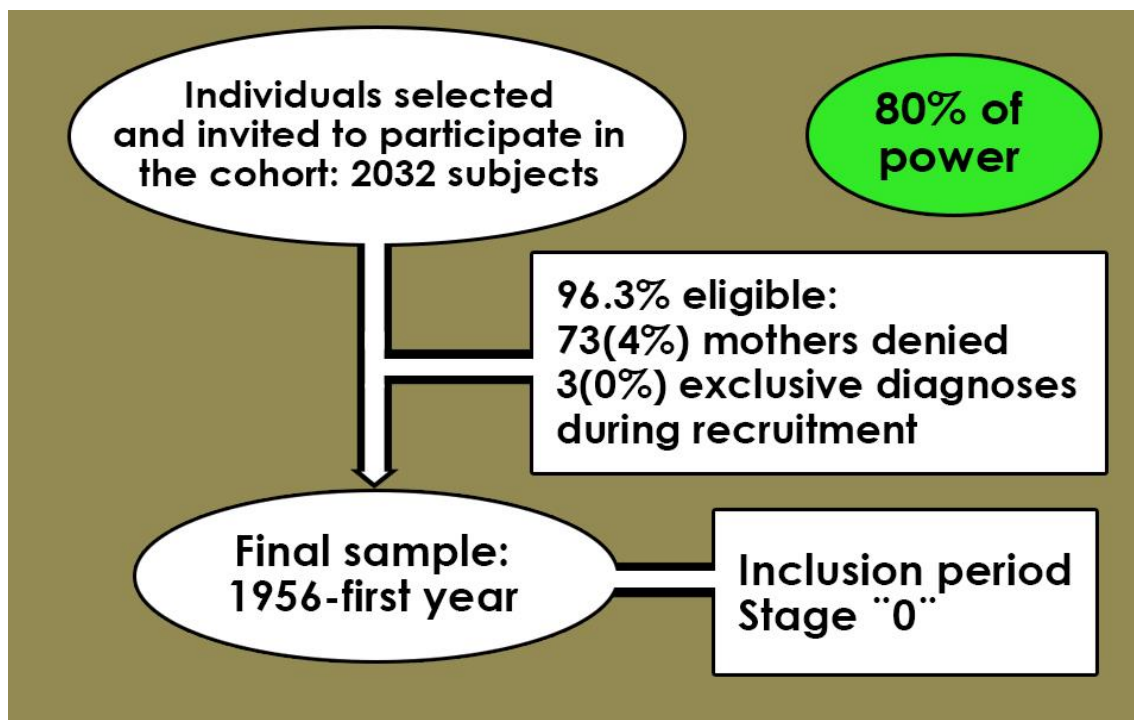 Individuals selected
and invited to participate in
the cohort: 2032 subjects
80% of
power
96.3% eligible:
73(4%) mothers denied
3(0%) exclusive diagnoses
during recruitment
Final sample:
1956-first year
Inclusion period
Stage ¨0¨